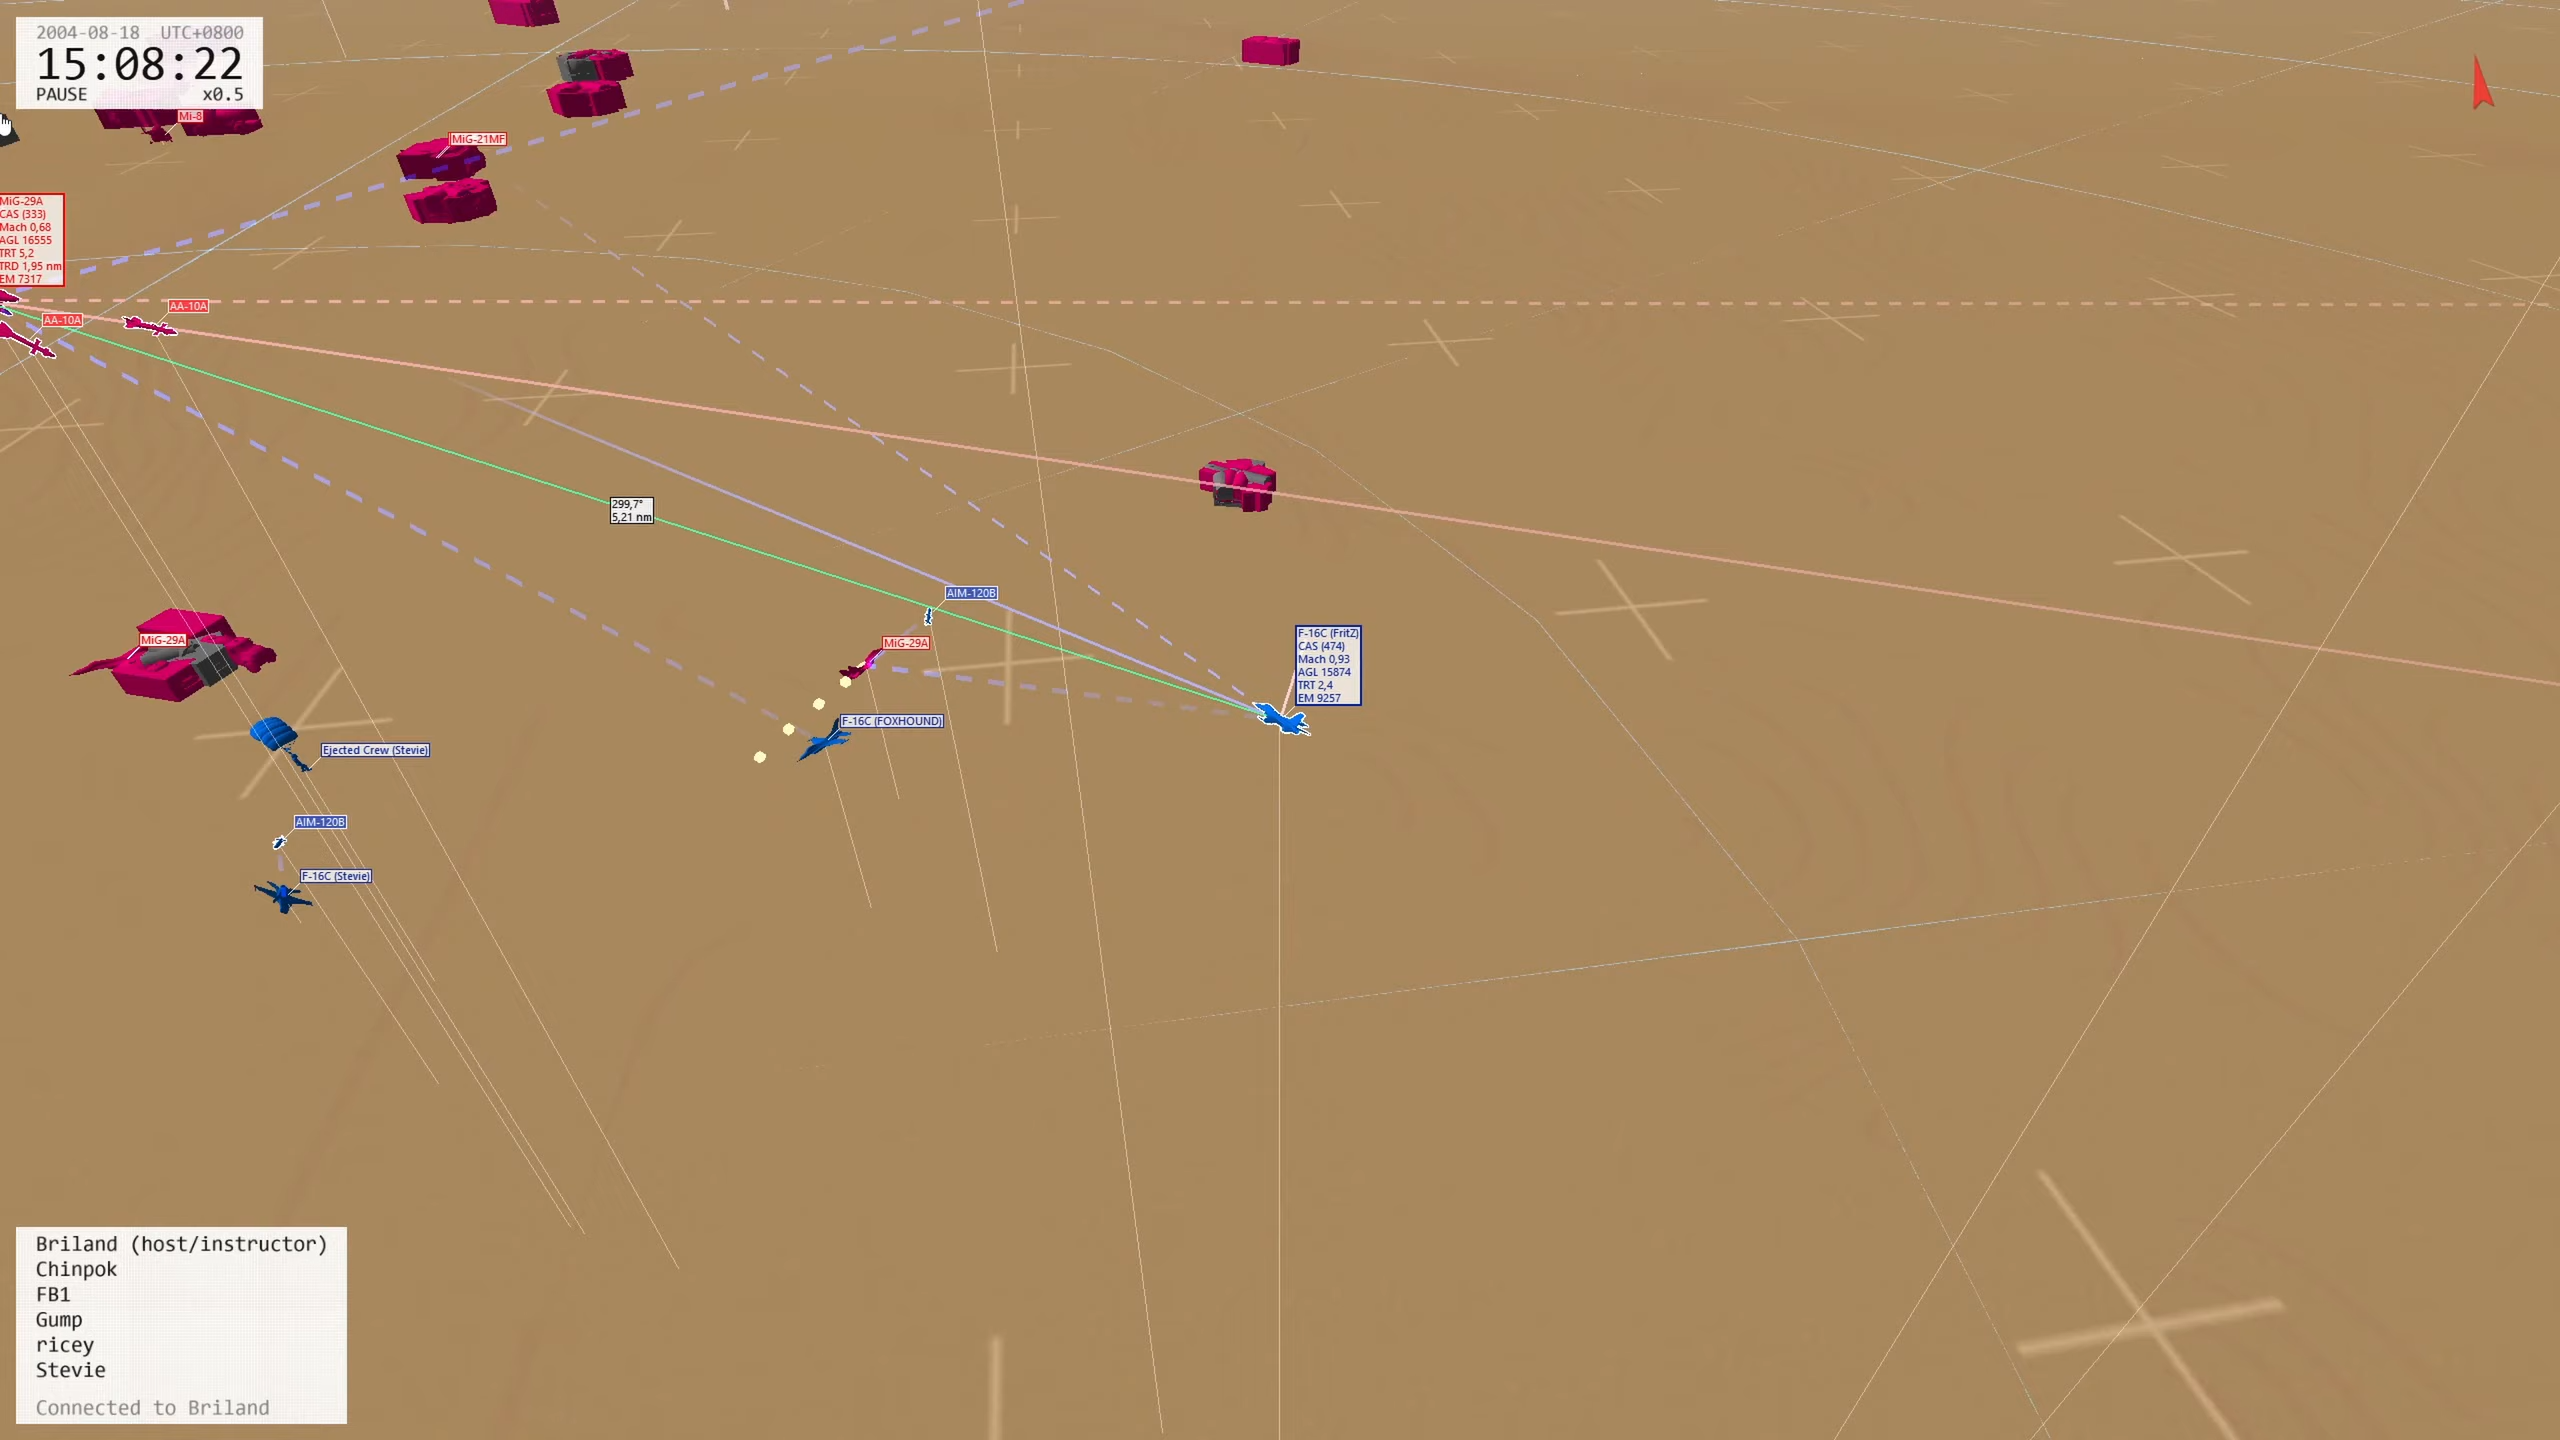 2004-08-18 UTC+0800
15:08:22
PAUSE x0.5
Mi-8
MiG-21MF
MiG-29A
CAS (333)
Mach 0,68
AGL 16555
TRT 5,2
TRD 1,95 nm
EM 7317
AA-10A
AA-10A
299,7°
5,21 nm
AIM-120B
MiG-29A
MiG-29A
F-16C (FritZ)
CAS (474)
Mach 0,93
AGL 15874
TRT 2,4
EM 9257
F-16C (FOXHOUND)
Ejected Crew (Stevie)
AIM-120B
F-16C (Stevie)
Briland (host/instructor)
Chinpok
FB1
Gump
ricey
Stevie
Connected to Briland